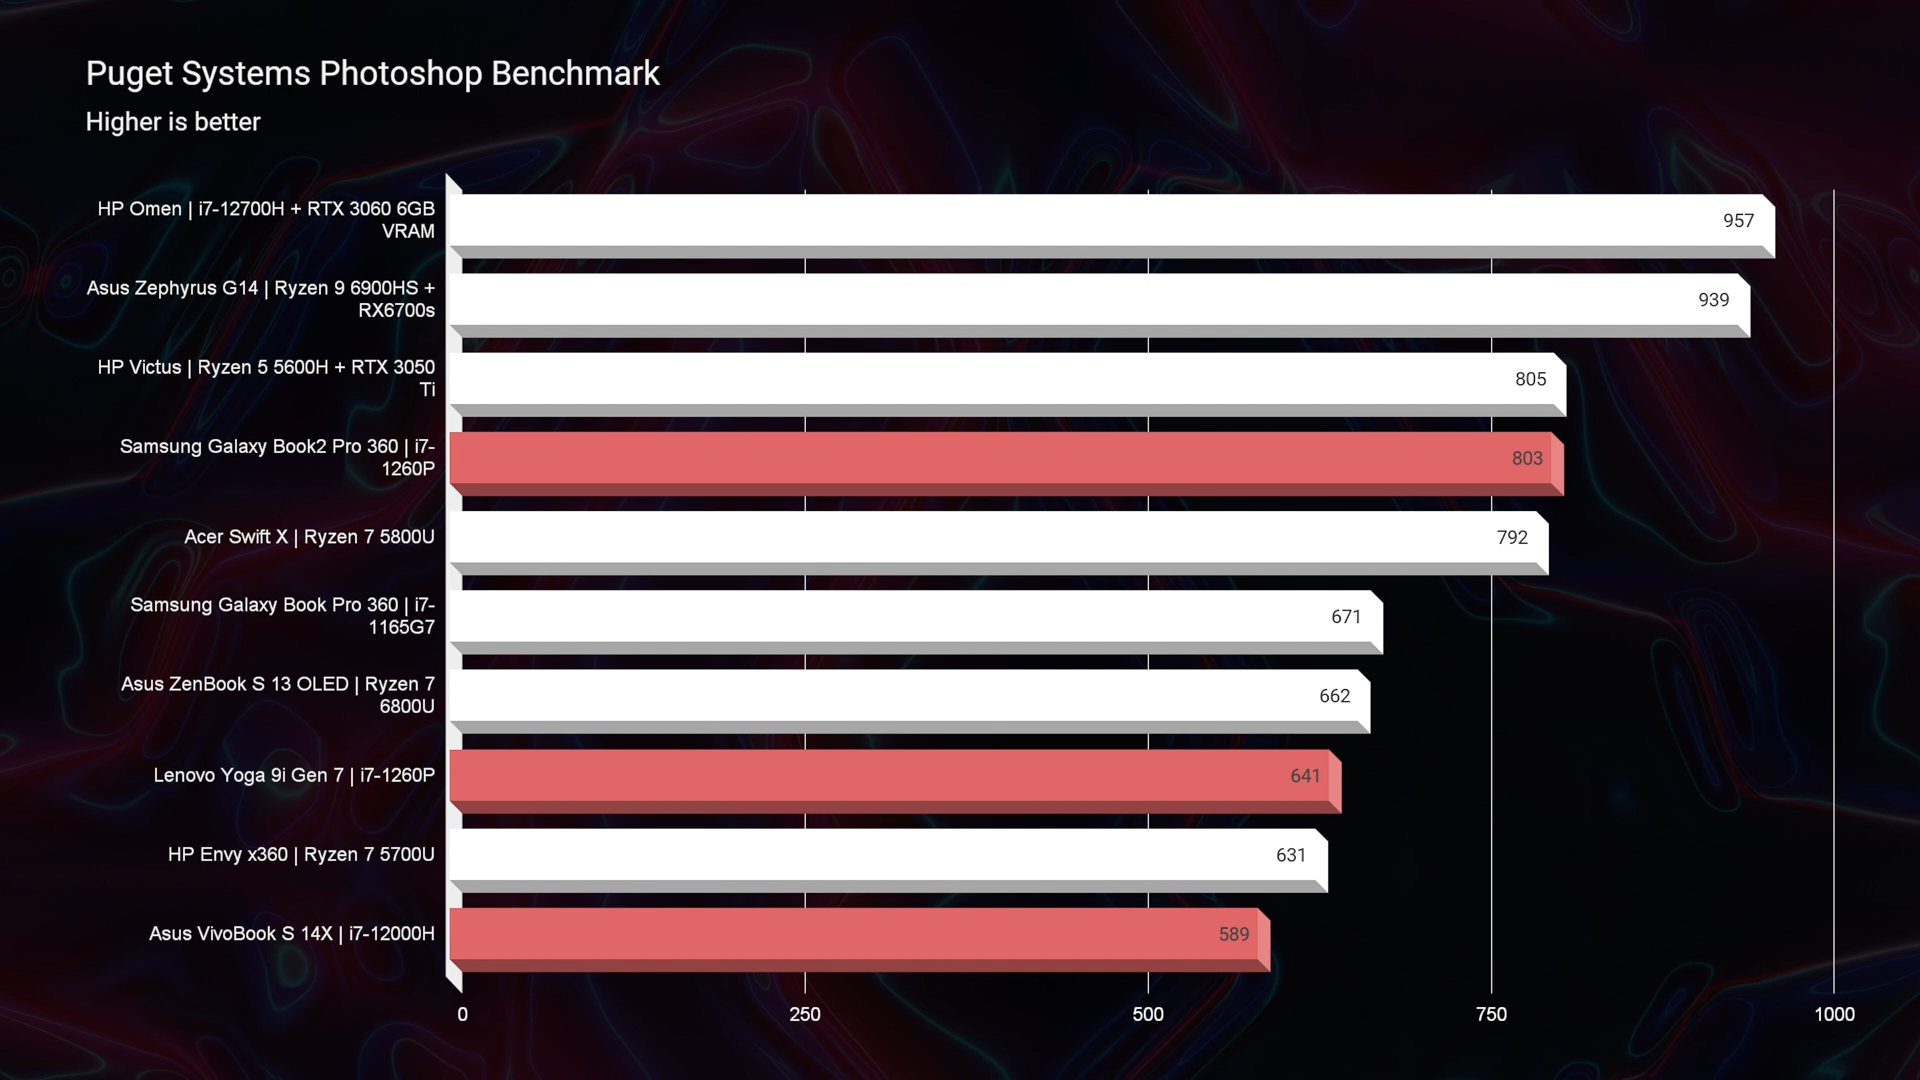 Puget Systems Photoshop Benchmark
Higher is better
HP Omen | i7-12700H + RTX 3060 6GB
VRAM
957
Asus Zephyrus G14 | Ryzen 9 6900HS +
RX6700s
939
HP Victus | Ryzen 5 5600H + RTX 3050
Ti
805
Samsung Galaxy Book2 Pro 360 | i7-
1260P
803
Acer Swift X | Ryzen 7 5800U
792
Samsung Galaxy Book Pro 360 | i7-
1165G7
671
Asus ZenBook S 13 OLED | Ryzen 7
6800U
662
Lenovo Yoga 9i Gen 7 | i7-1260P
641
HP Envy x360 | Ryzen 7 5700U
631
Asus VivoBook S 14X | i7-12000H
589
0 250 500 750 1000